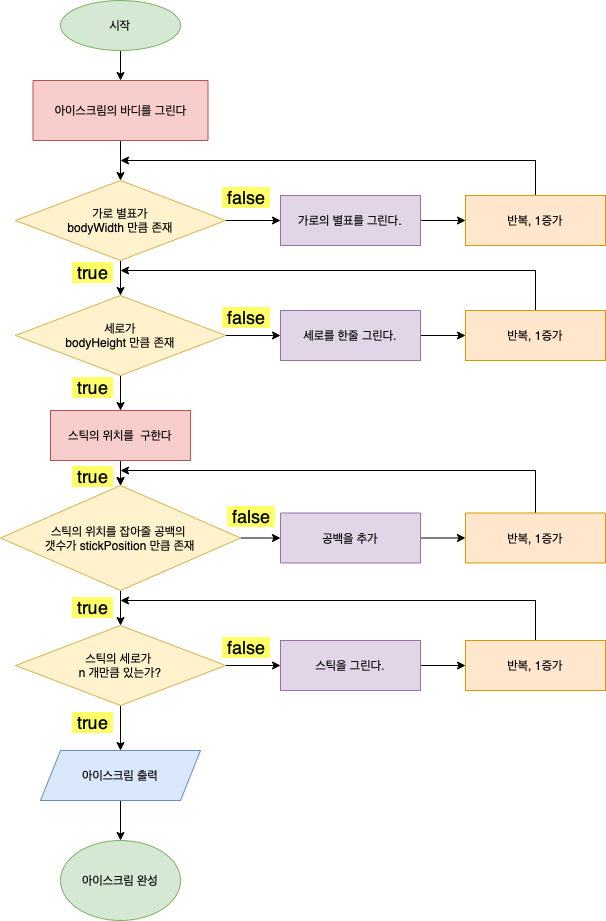 시작
아이스크림의 바디를 그린다
가로 별표가
bodyWidth 만큼 존재
false
가로의 별표를 그린다.
반복, 1증가
true
세로가
bodyHeight 만큼 존재
false
세로를 한줄 그린다.
반복, 1증가
true
스틱의 위치를 구한다
true
스틱의 위치를 잡아줄 공백의
갯수가 stickPosition 만큼 존재
false
공백을 추가
반복, 1증가
true
스틱의 세로가
n 개만큼 있는가?
false
스틱을 그린다.
반복, 1증가
true
아이스크림 출력
아이스크림 완성